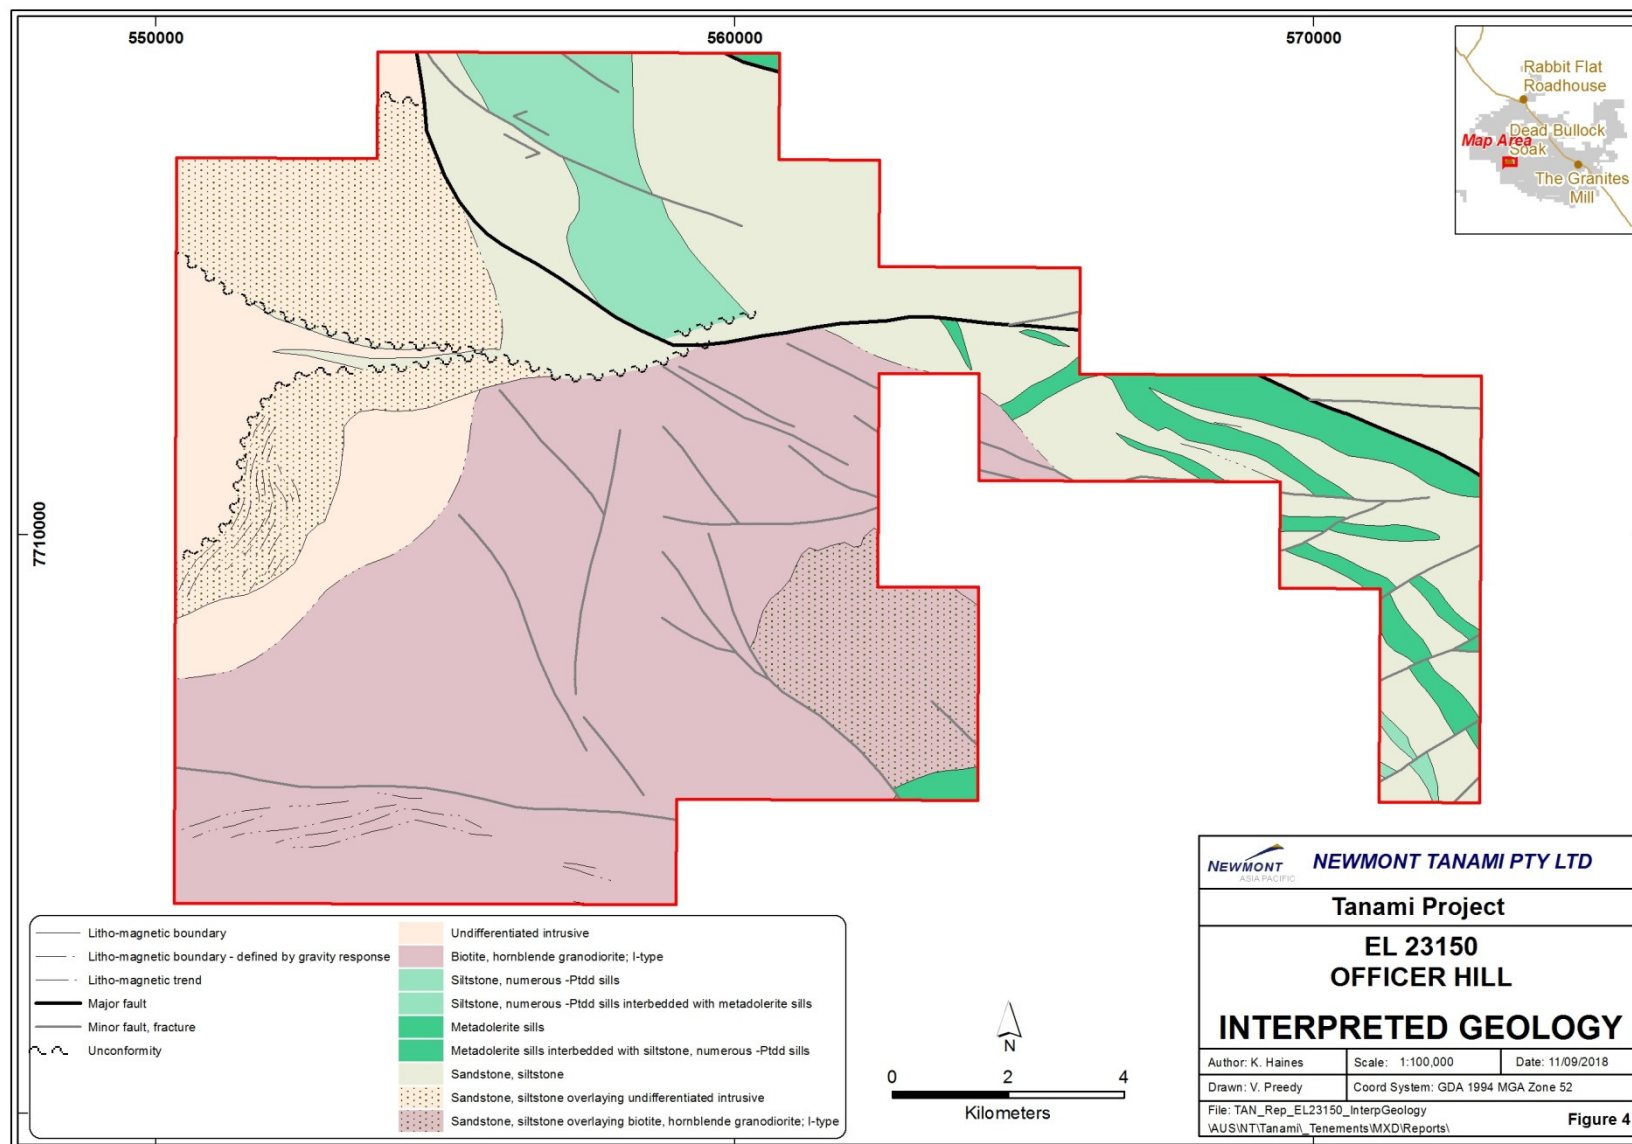 550000
560000
570000
7710000
Rabbit Flat
Roadhouse
Dead Bullock
Soak
Map Area
The Granites
Mill
Litho-magnetic boundary
Litho-magnetic boundary - defined by gravity response
Litho-magnetic trend
Major fault
Minor fault, fracture
Unconformity
Undifferentiated intrusive
Biotite, hornblende granodiorite; I-type
Siltstone, numerous -Ptdd sills
Siltstone, numerous -Ptdd sills interbedded with metadolerite sills
Metadolerite sills
Metadolerite sills interbedded with siltstone, numerous -Ptdd sills
Sandstone, siltstone
Sandstone, siltstone overlaying undifferentiated intrusive
Sandstone, siltstone overlaying biotite, hornblende granodiorite; I-type
N
0 2 4
Kilometers
NEWMONT
ASIA PACIFIC
NEWMONT TANAMI PTY LTD
Tanami Project
EL 23150
OFFICER HILL
INTERPRETED GEOLOGY
Author: K. Haines Scale: 1:100,000 Date: 11/09/2018
Drawn: V. Preedy Coord System: GDA 1994 MGA Zone 52
File: TAN_Rep_EL23150_InterpGeology
\AUS\NT\Tanami\_Tenements\MXD\Reports\
Figure 4